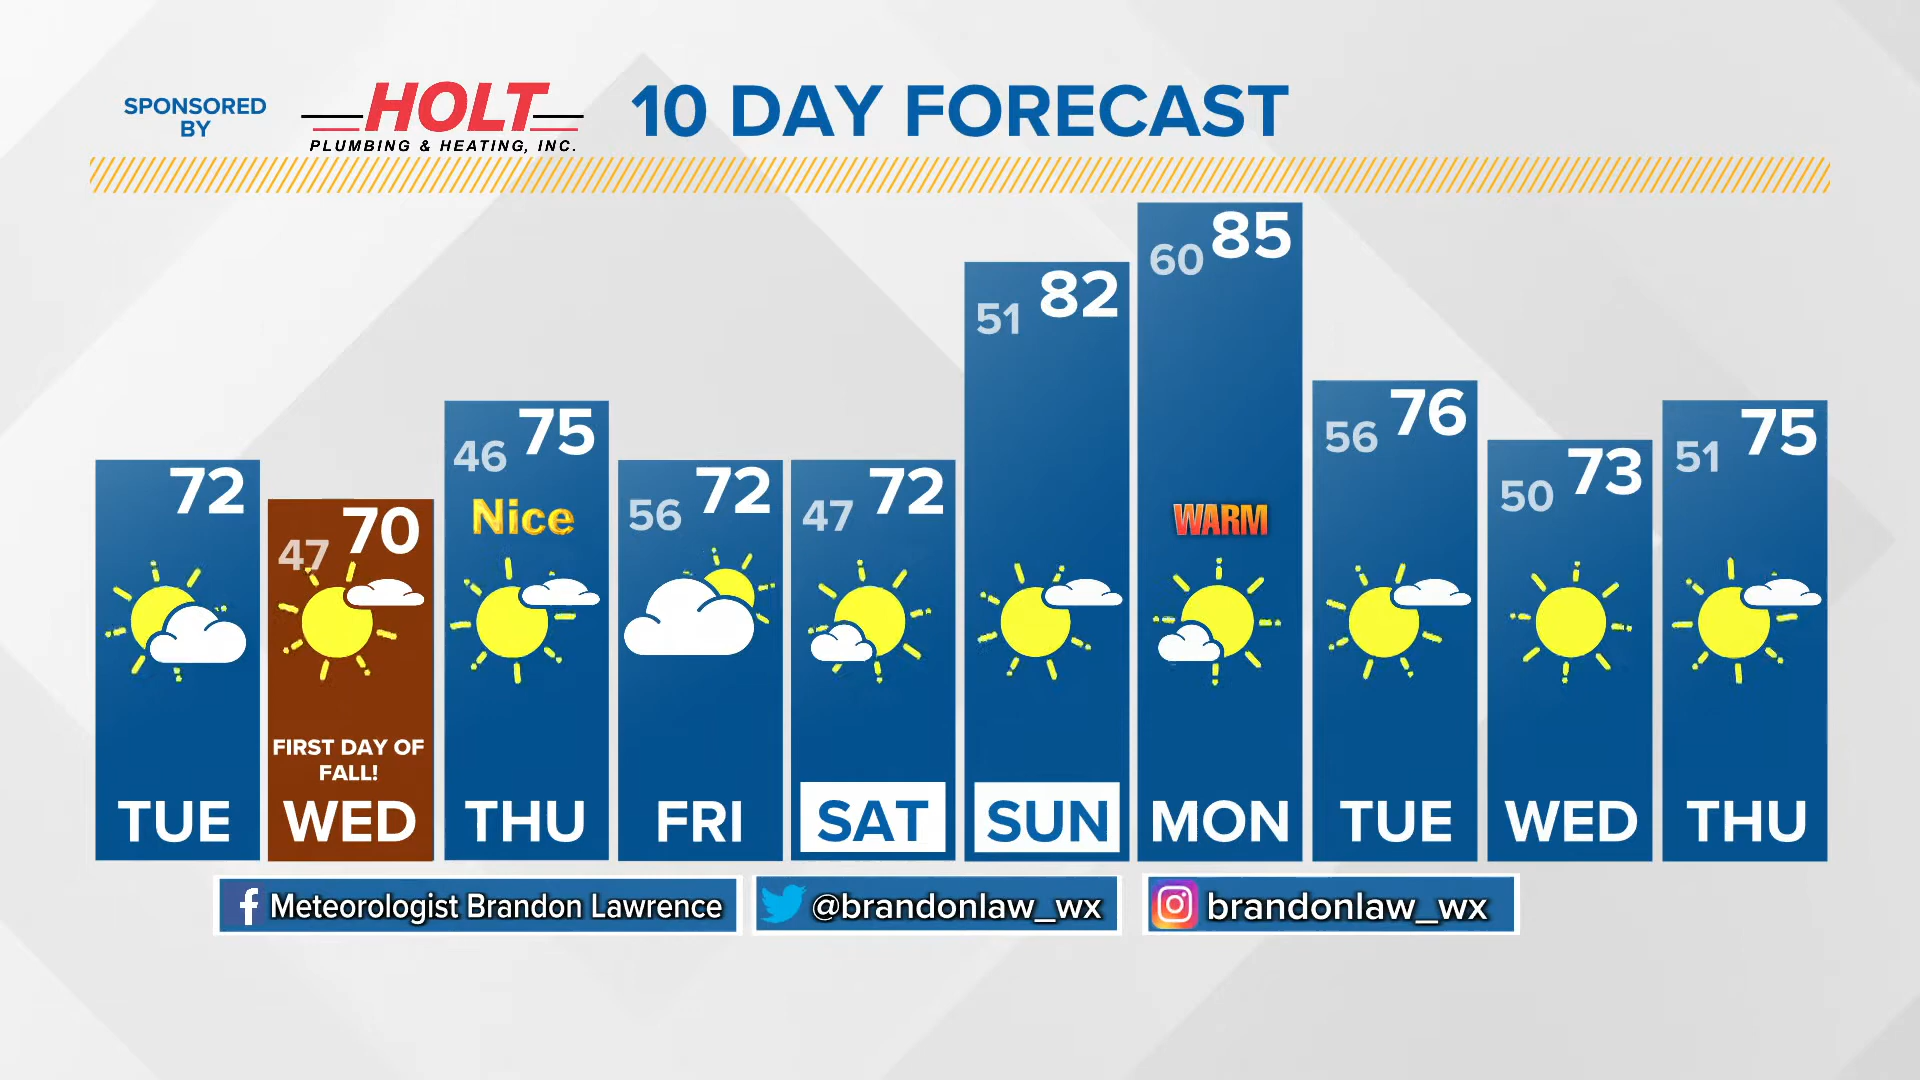 SPONSORED
BY
HOLT
PLUMBING & HEATING, INC.
10 DAY FORECAST
72
TUE
47 70
FIRST DAY OF
FALL!
WED
46 75
Nice
THU
56 72
FRI
47 72
SAT
51 82
SUN
60 85
WARM
MON
56 76
TUE
50 73
WED
51 75
THU
f Meteorologist Brandon Lawrence
@brandonlaw_wx
brandonlaw_wx